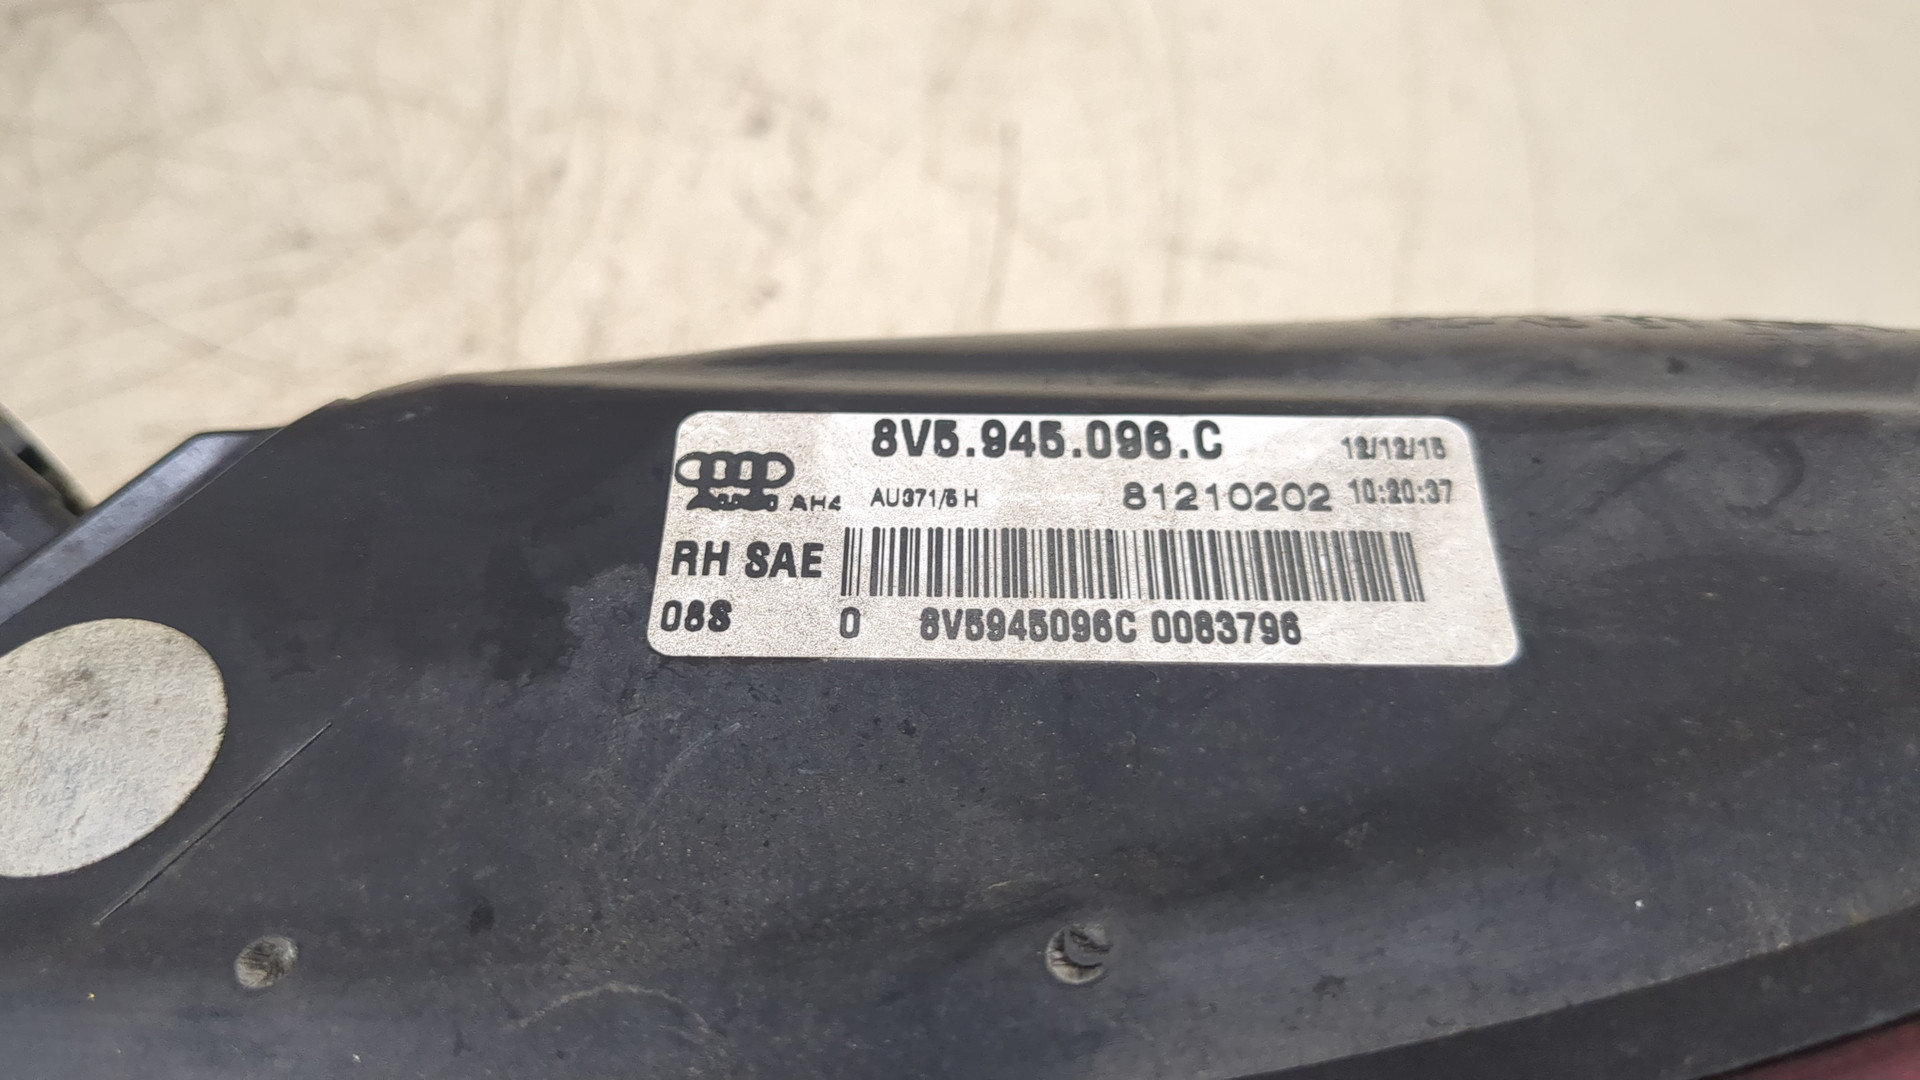 8V5.945.096.C 12/12/15
AH4 AU371/5 H 81210202 10:20:37
RH SAE
08S 0 8V5945096C 0083796